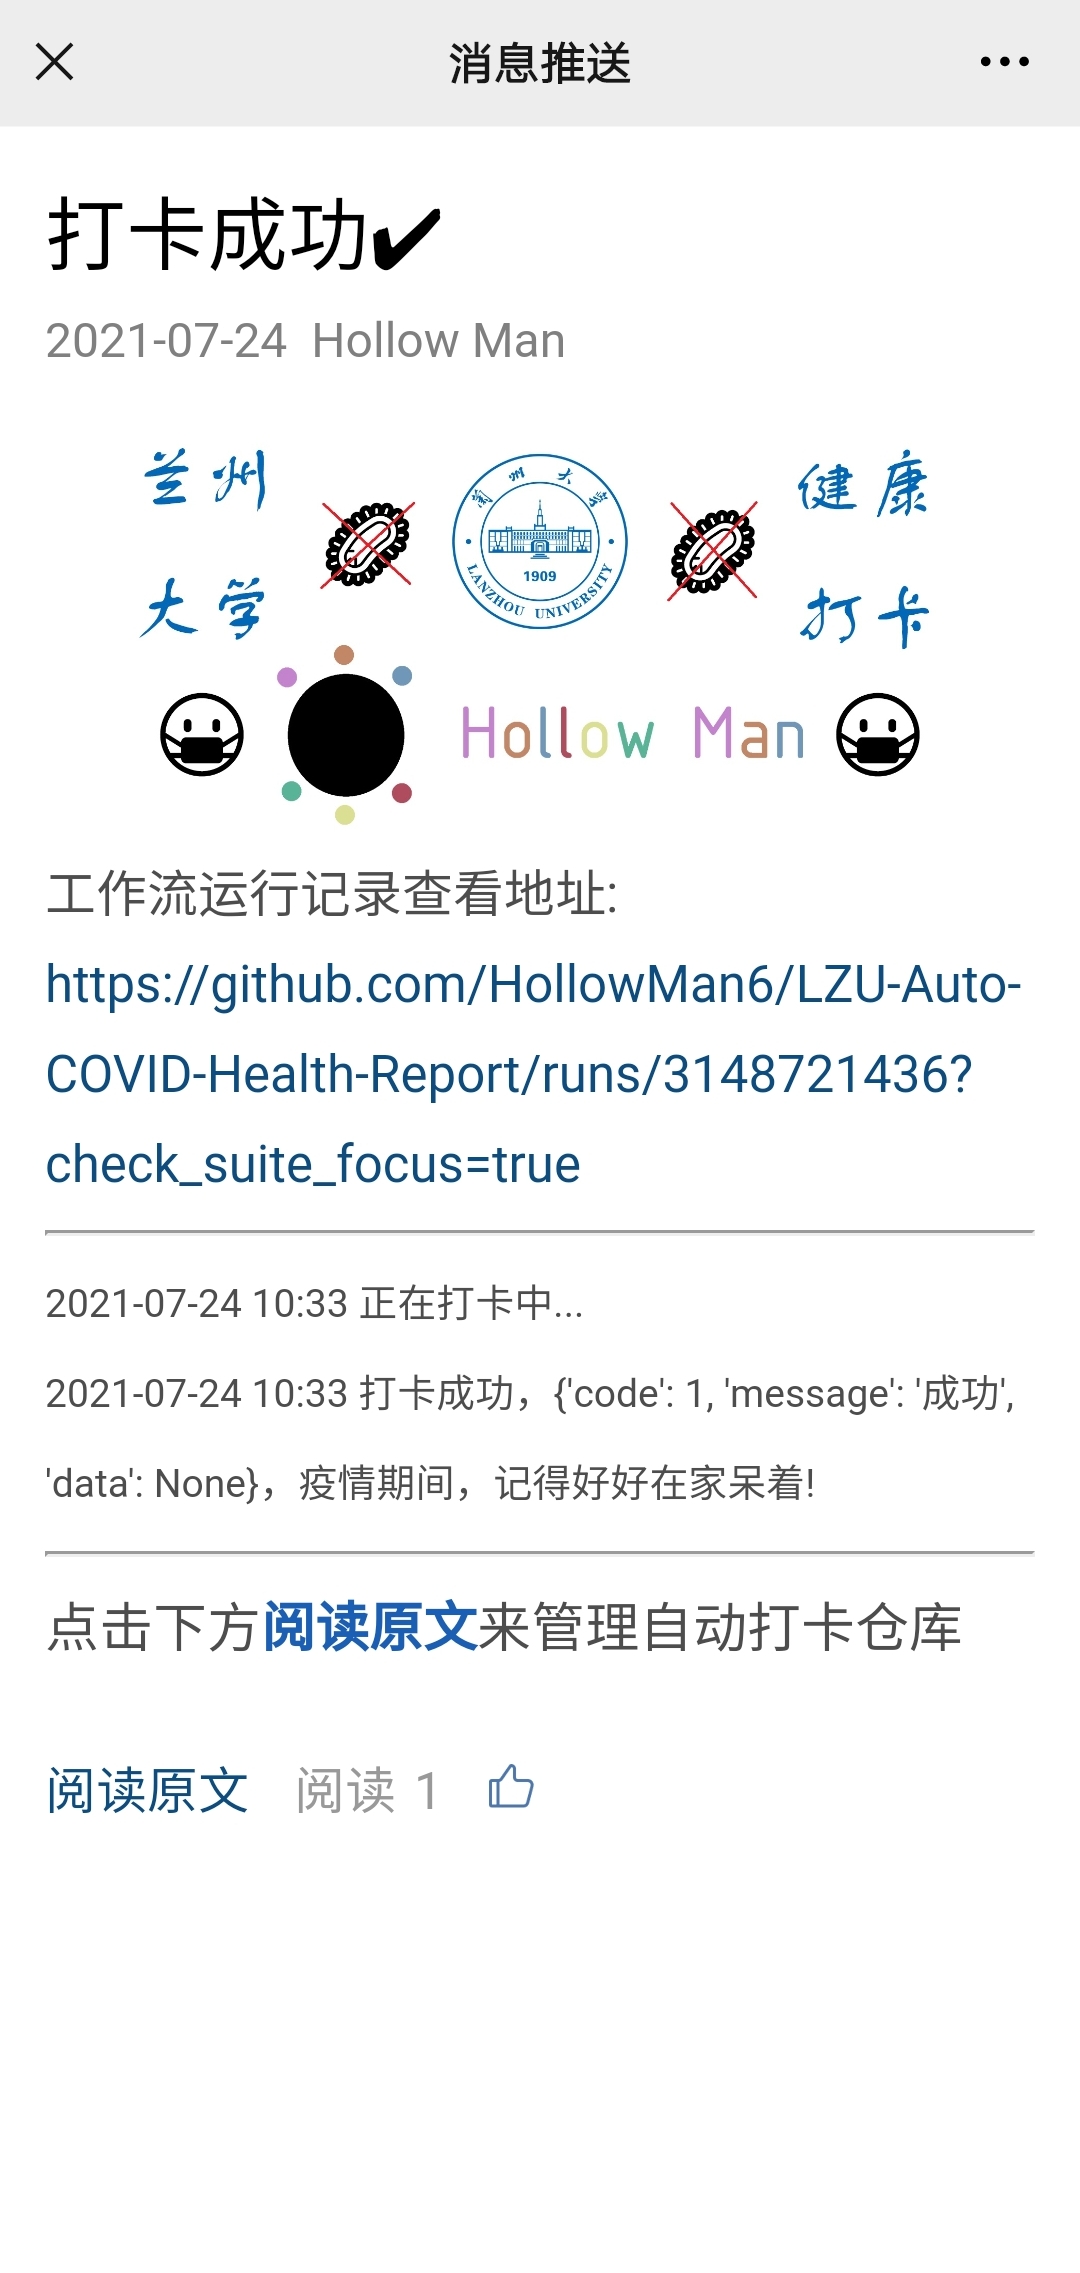 消息推送
打卡成功✔
2021-07-24 Hollow Man
兰州
大学
兰州大学
1909
LANZHOU UNIVERSITY
健康
打卡
Hollow Man
工作流运行记录查看地址:
https://github.com/HollowMan6/LZU-Auto-
COVID-Health-Report/runs/3148721436?
check_suite_focus=true
2021-07-24 10:33 正在打卡中...
2021-07-24 10:33 打卡成功，{'code': 1, 'message': '成功',
'data': None}，疫情期间，记得好好在家呆着!
点击下方阅读原文来管理自动打卡仓库
阅读原文 阅读 1